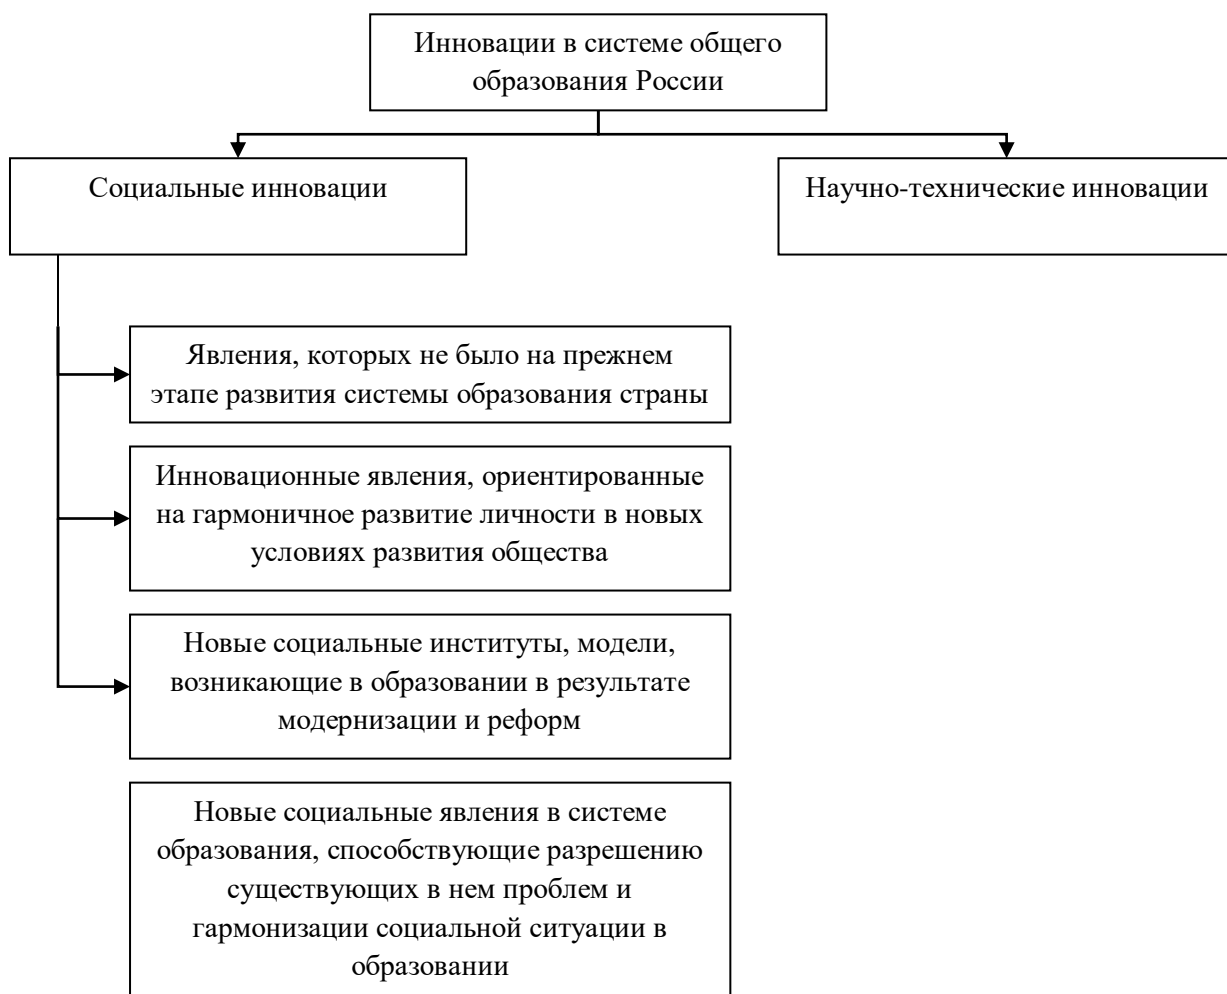 Инновации в системе общего
образования России
Социальные инновации
Научно-технические инновации
Явления, которых не было на прежнем
этапе развития системы образования страны
Инновационные явления, ориентированные
на гармоничное развитие личности в новых
условиях развития общества
Новые социальные институты, модели,
возникающие в образовании в результате
модернизации и реформ
Новые социальные явления в системе
образования, способствующие разрешению
существующих в нем проблем и
гармонизации социальной ситуации в
образовании